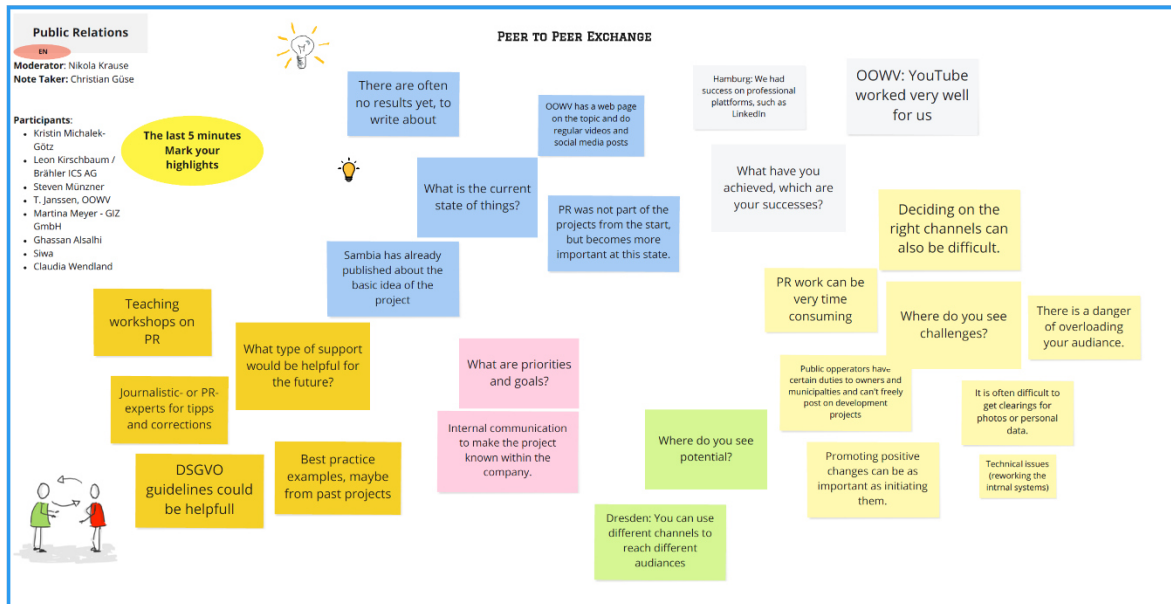 Public Relations
EN
Moderator: Nikola Krause
Note Taker: Christian Güse
Participants:
• Kristin Michalek-
Götz
• Leon Kirschbaum /
Brähler ICS AG
• Steven Münzner
• T. Janssen, OOWV
• Martina Meyer - GIZ
GmbH
• Ghassan Alsalhi
• Siwa
• Claudia Wendland
The last 5 minutes
Mark your
highlights
PEER TO PEER EXCHANGE
There are often
no results yet, to
write about
OOWV has a web page
on the topic and do
regular videos and
social media posts
What is the current
state of things?
PR was not part of the
projects from the start,
but becomes more
important at this state.
Sambia has already
published about the
basic idea of the
project
Hamburg: We had
success on professional
plattforms, such as
LinkedIn
OOWV: YouTube
worked very well
for us
What have you
achieved, which are
your successes?
Deciding on the
right channels can
also be difficult.
PR work can be
very time
consuming
Where do you see
challenges?
There is a danger
of overloading
your audiance.
Public opperators have
certain duties to owners and
municipalties and can't freely
post on development
projects
It is often difficult to
get clearings for
photos or personal
data.
Promoting positive
changes can be as
important as initiating
them.
Technical issues
(reworking the
intrnal systems)
Teaching
workshops on
PR
What type of support
would be helpful for
the future?
Journalistic- or PR-
experts for tipps
and corrections
DSGVO
guidelines could
be helpfull
Best practice
examples, maybe
from past projects
What are priorities
and goals?
Internal communication
to make the project
known within the
company.
Where do you see
potential?
Dresden: You can use
different channels to
reach different
audiances